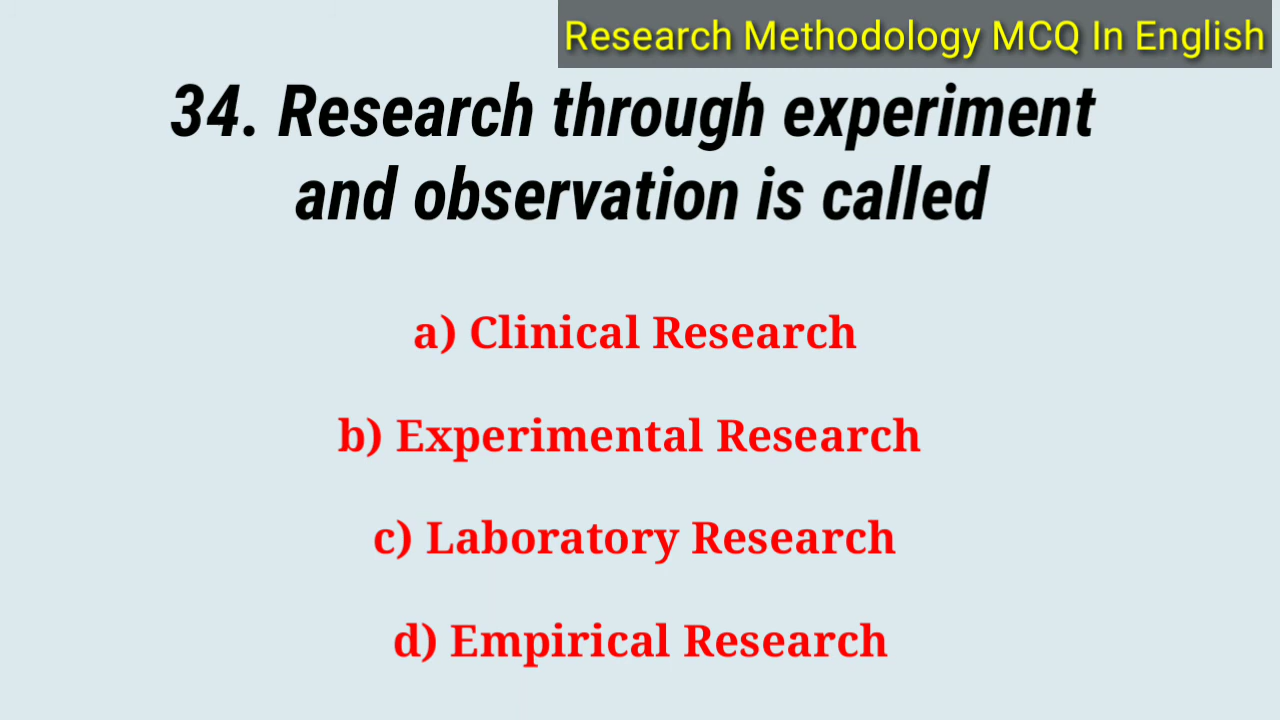 Research Methodology MCQ In English
34. Research through experiment
and observation is called
a) Clinical Research
b) Experimental Research
c) Laboratory Research
d) Empirical Research